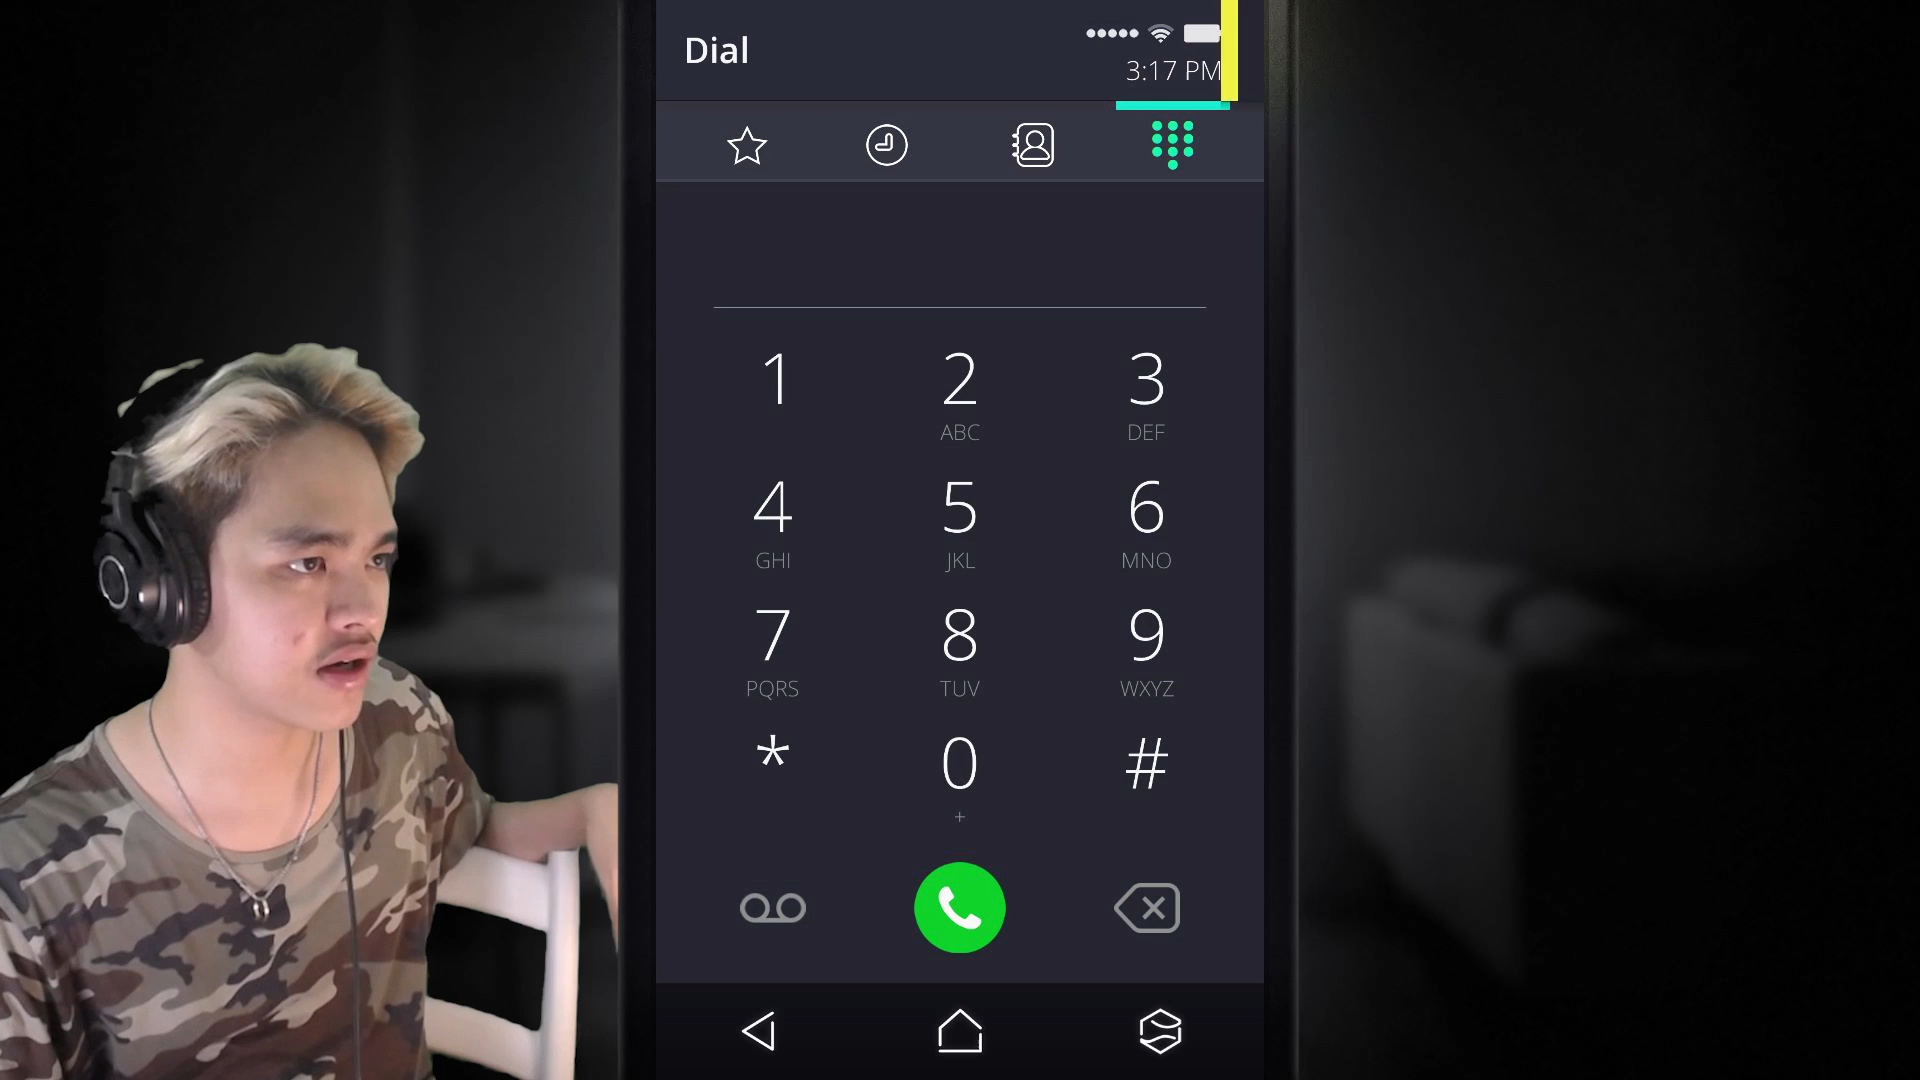 Dial
3:17 PM
1 2 3
ABC DEF
4 5 6
GHI JKL MNO
7 8 9
PQRS TUV WXYZ
* 0 #
+